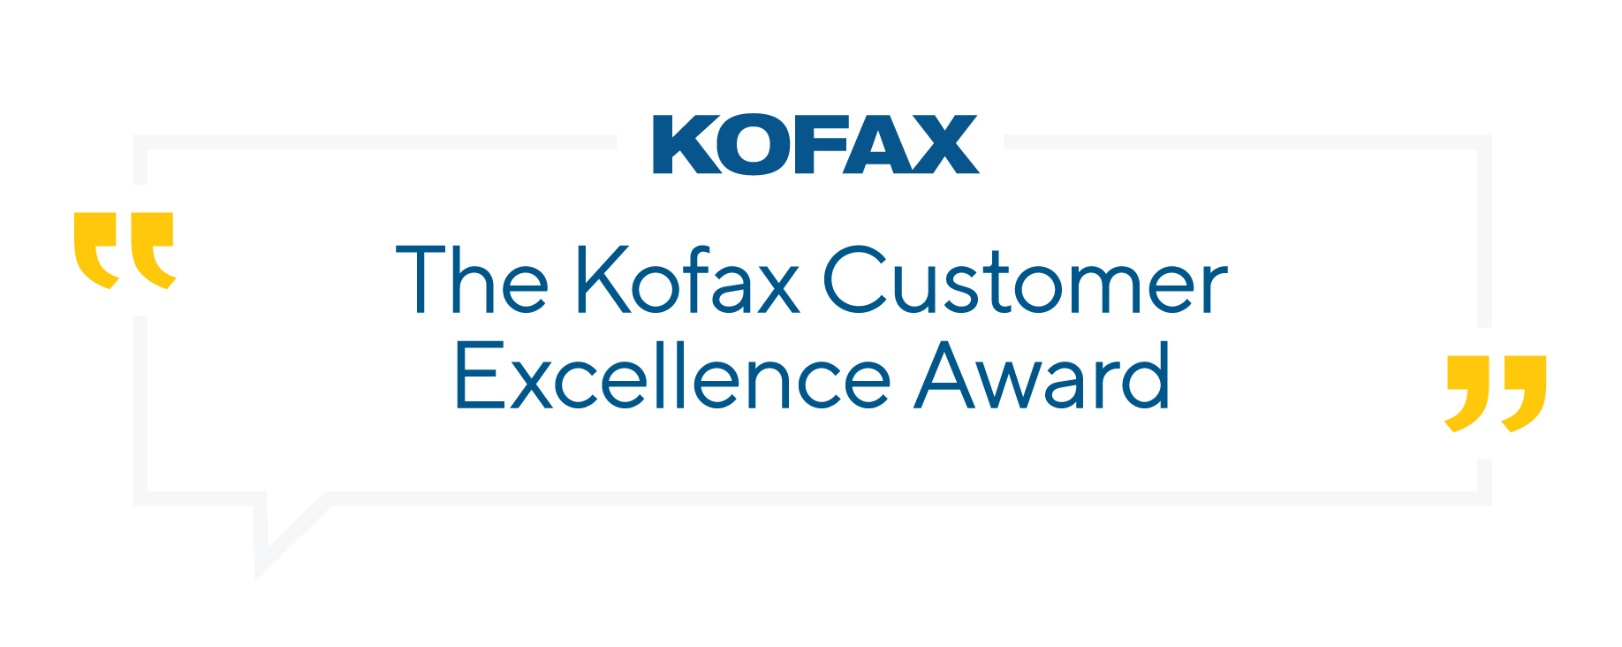 KOFAX
The Kofax Customer
Excellence Award